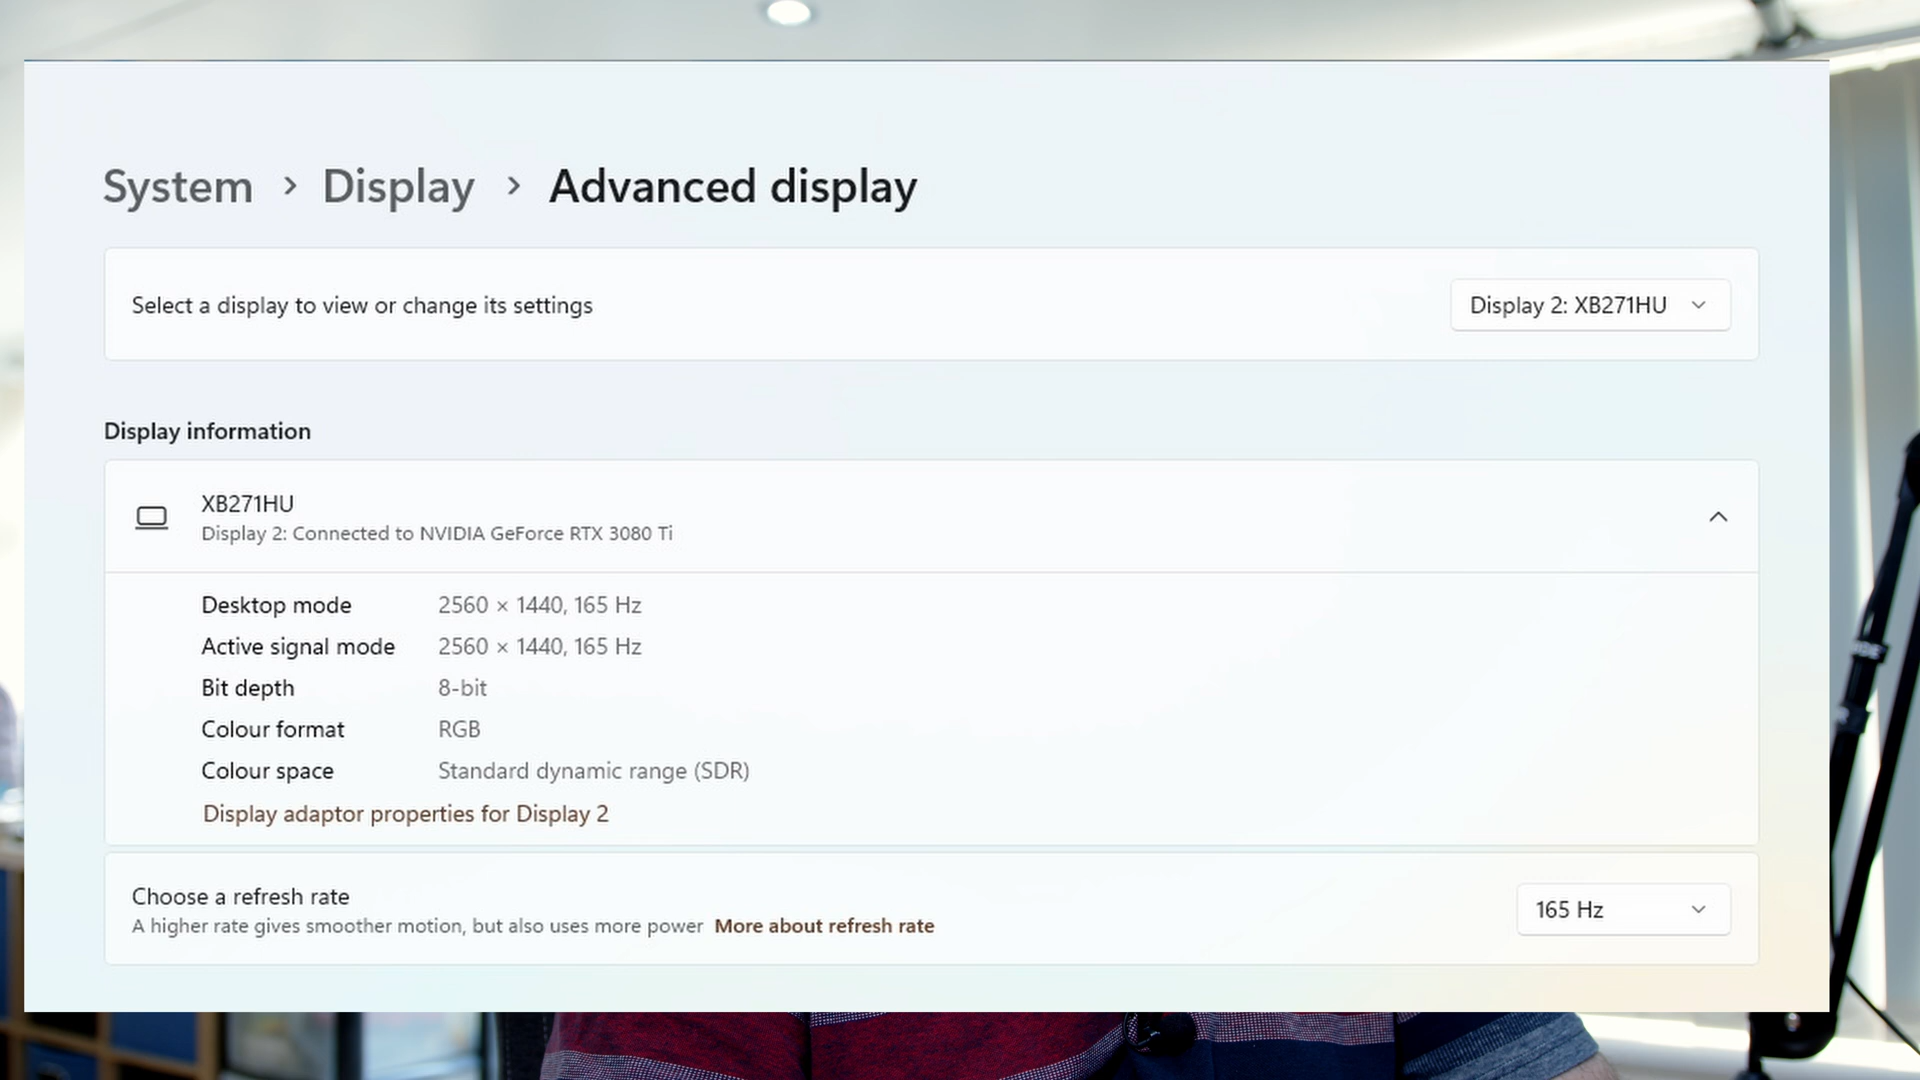 System > Display > Advanced display
Select a display to view or change its settings
Display 2: XB271HU
Display information
XB271HU
Display 2: Connected to NVIDIA GeForce RTX 3080 Ti
Desktop mode 2560 × 1440, 165 Hz
Active signal mode 2560 × 1440, 165 Hz
Bit depth 8-bit
Colour format RGB
Colour space Standard dynamic range (SDR)
Display adaptor properties for Display 2
Choose a refresh rate
A higher rate gives smoother motion, but also uses more power More about refresh rate
165 Hz